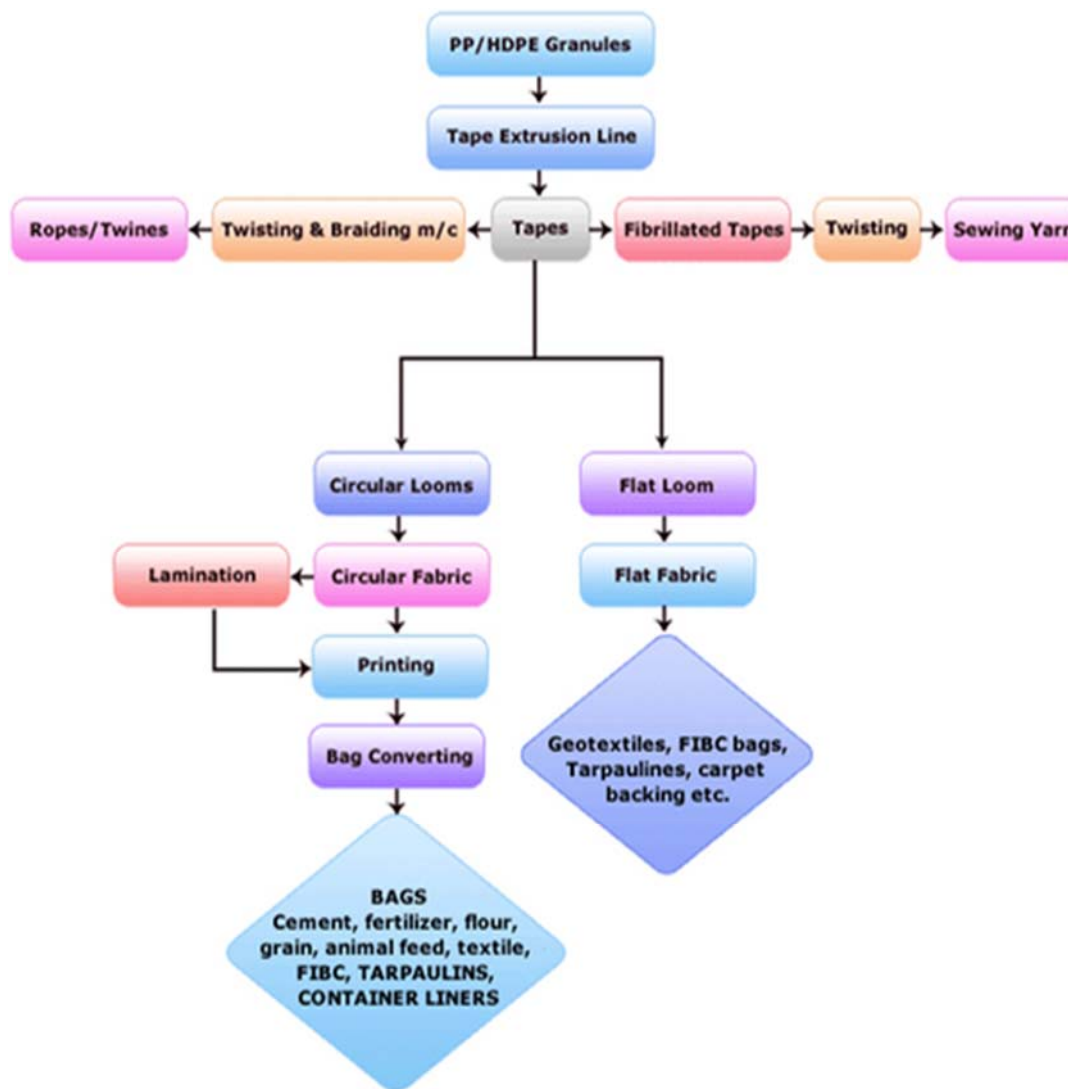 PP/HDPE Granules
Tape Extrusion Line
Ropes/Twines
Twisting & Braiding m/c
Tapes
Fibrillated Tapes
Twisting
Sewing Yarn
Circular Looms
Flat Loom
Lamination
Circular Fabric
Flat Fabric
Printing
Bag Converting
Geotextiles, FIBC bags,
Tarpaulines, carpet
backing etc.
BAGS
Cement, fertilizer, flour,
grain, animal feed, textile,
FIBC, TARPAULINS,
CONTAINER LINERS